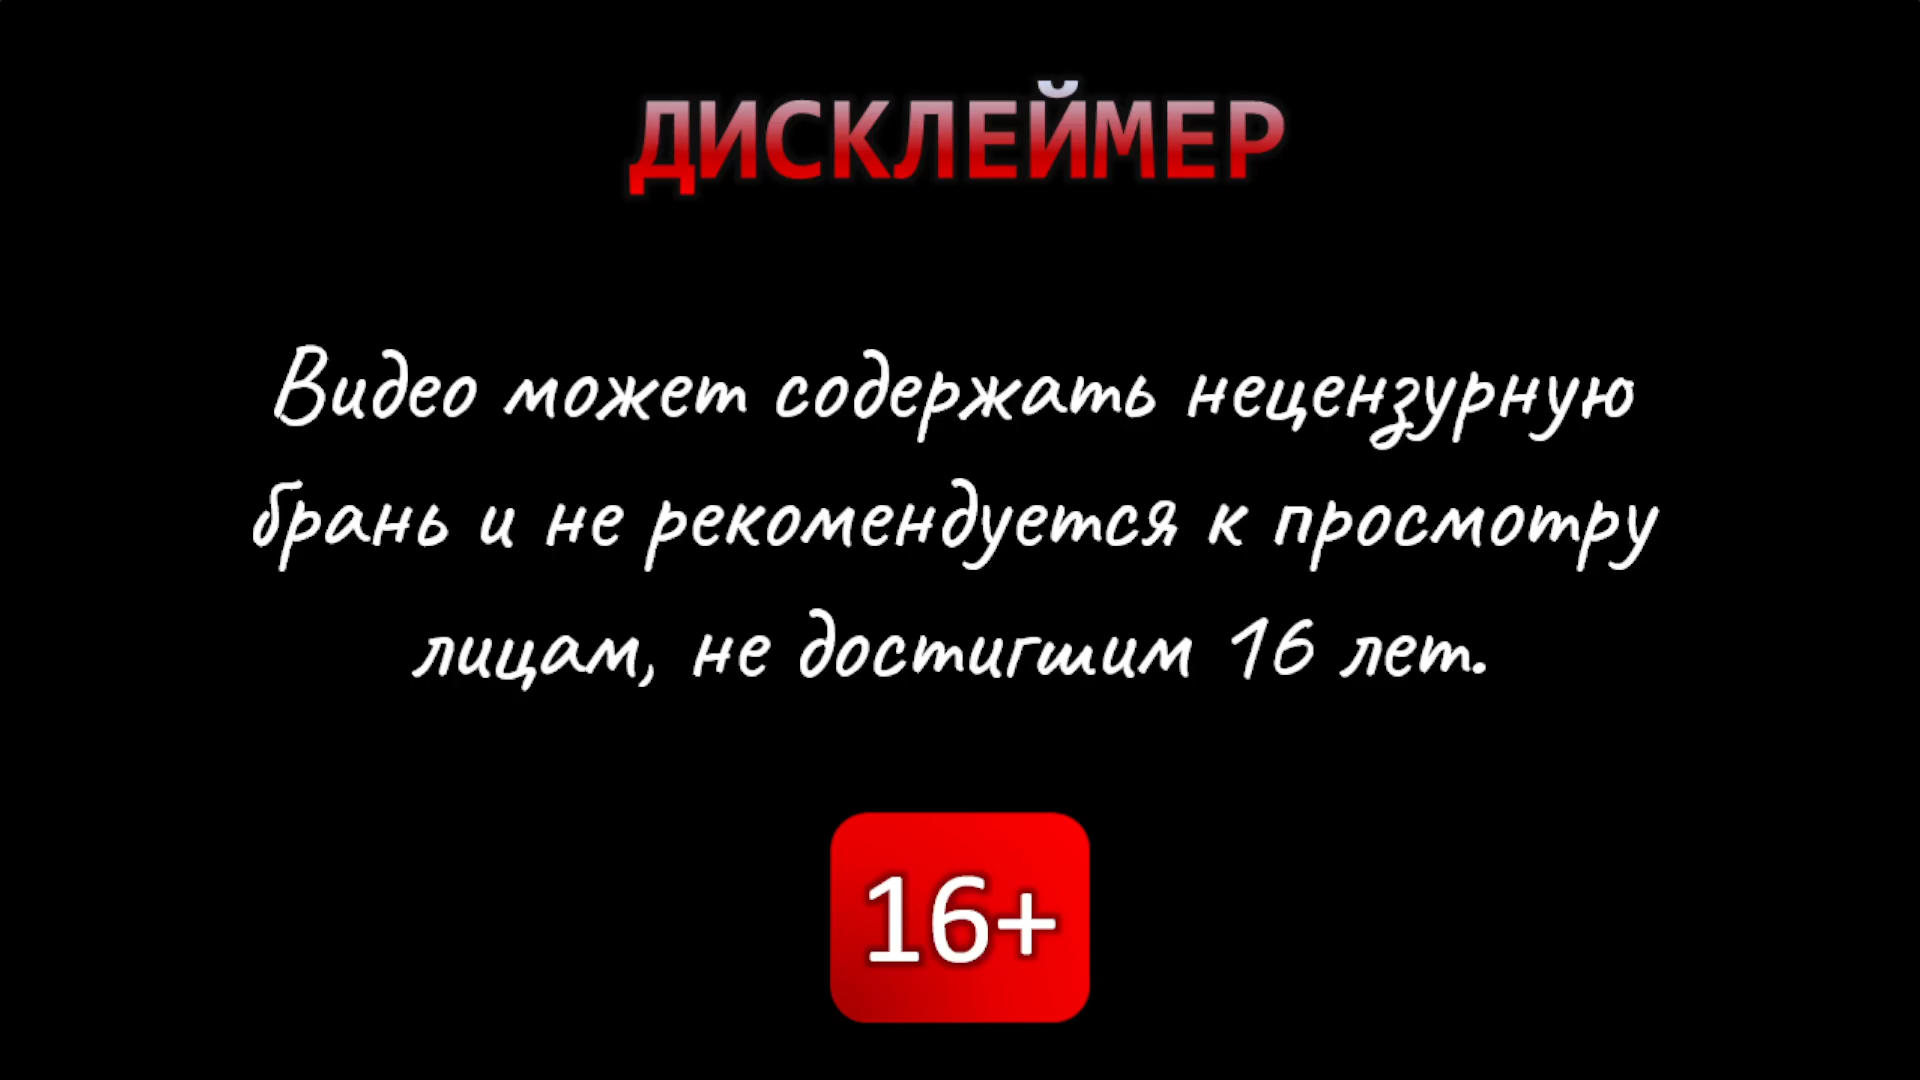 ДИСКЛЕЙМЕР
Видео может содержать нецензурную
брань и не рекомендуется к просмотру
лицам, не достигшим 16 лет.
16+